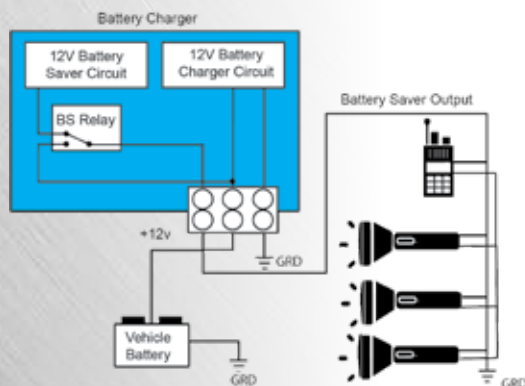 Battery Charger
12V Battery
Saver Circuit
12V Battery
Charger Circuit
BS Relay
Battery Saver Output
+12v
GRD
Vehicle
Battery
GRD
GRD